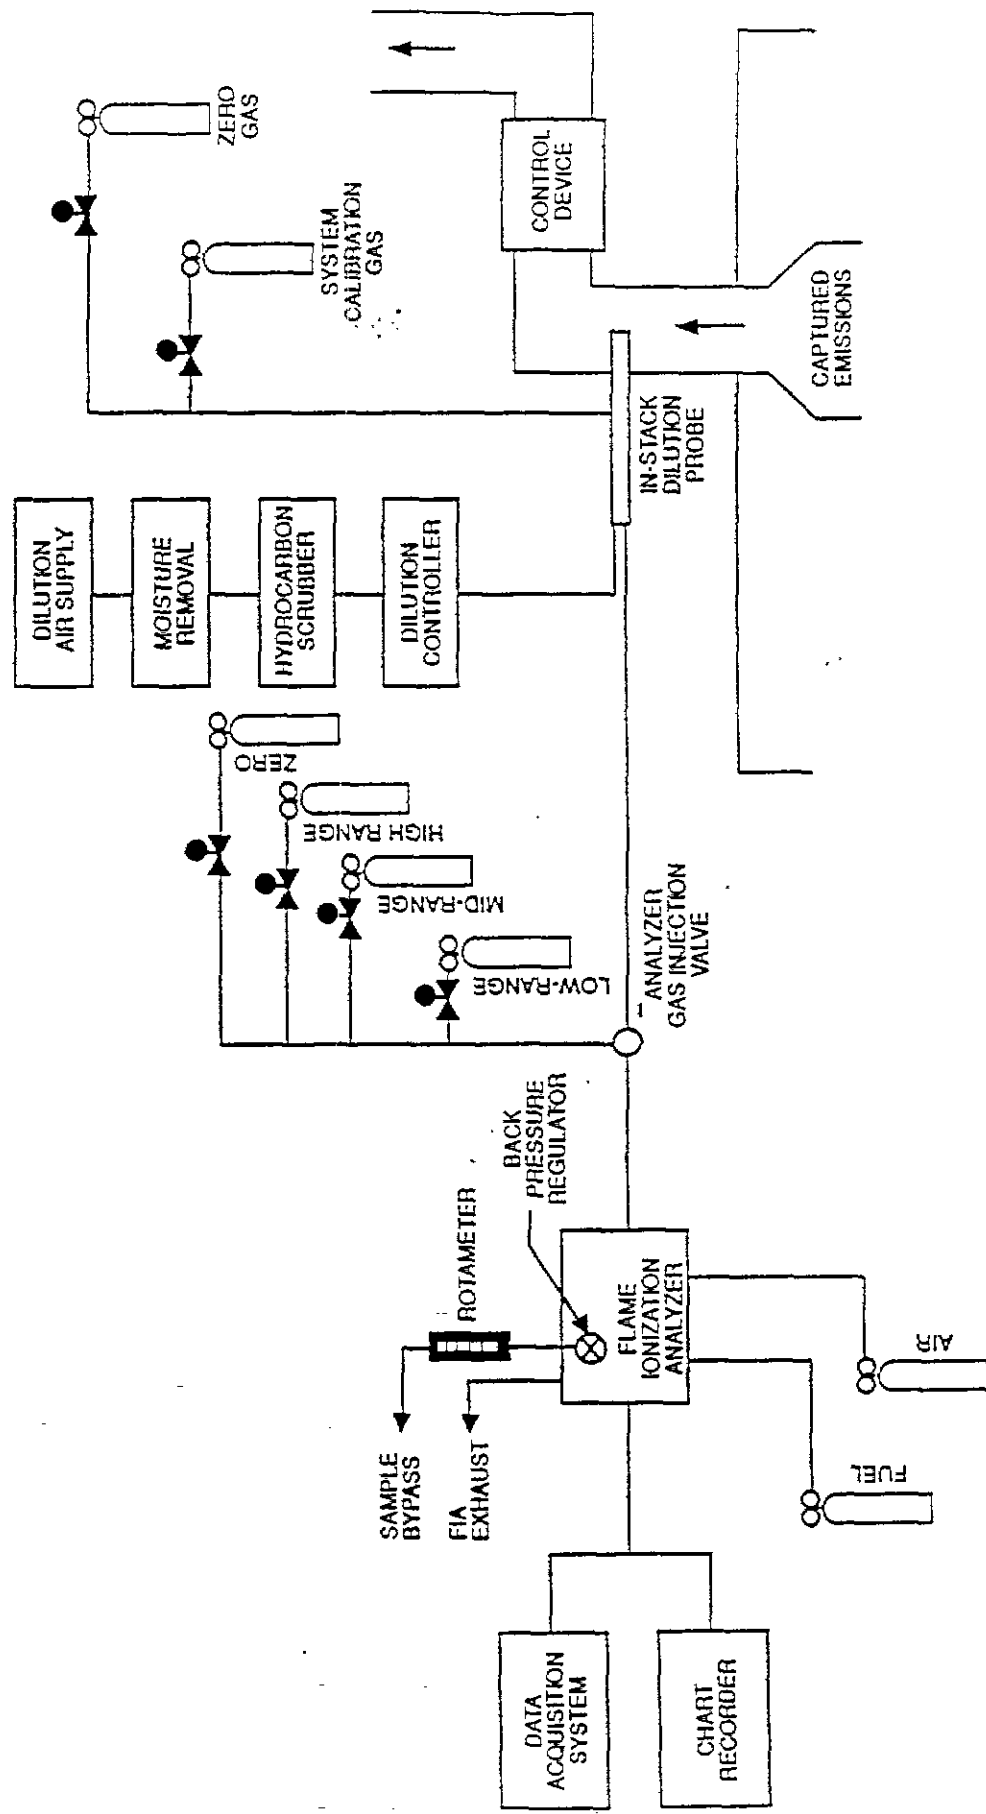 DILUTION
AIR SUPPLY
MOISTURE
REMOVAL
HYDROCARBON
SCRUBBER
DILUTION
CONTROLLER
ZERO
GAS
SYSTEM
CALIBRATION
GAS
CONTROL
DEVICE
CAPTURED
EMISSIONS
IN-STACK
DILUTION
PROBE
ZERO
HIGH RANGE
MID-RANGE
LOW-RANGE
ANALYZER
GAS INJECTION
VALVE
BACK
PRESSURE
REGULATOR
ROTAMETER
SAMPLE
BYPASS
FIA
EXHAUST
FLAME
IONIZATION
ANALYZER
AIR
FUEL
DATA
ACQUISITION
SYSTEM
CHART
RECORDER